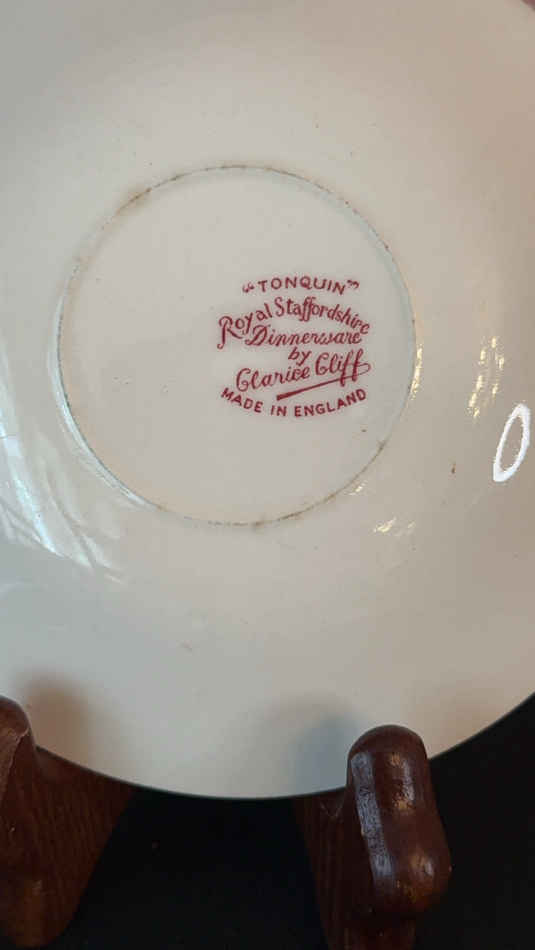 "TONQUIN"
Royal Staffordshire
Dinnerware
by
Clarice Cliff
MADE IN ENGLAND